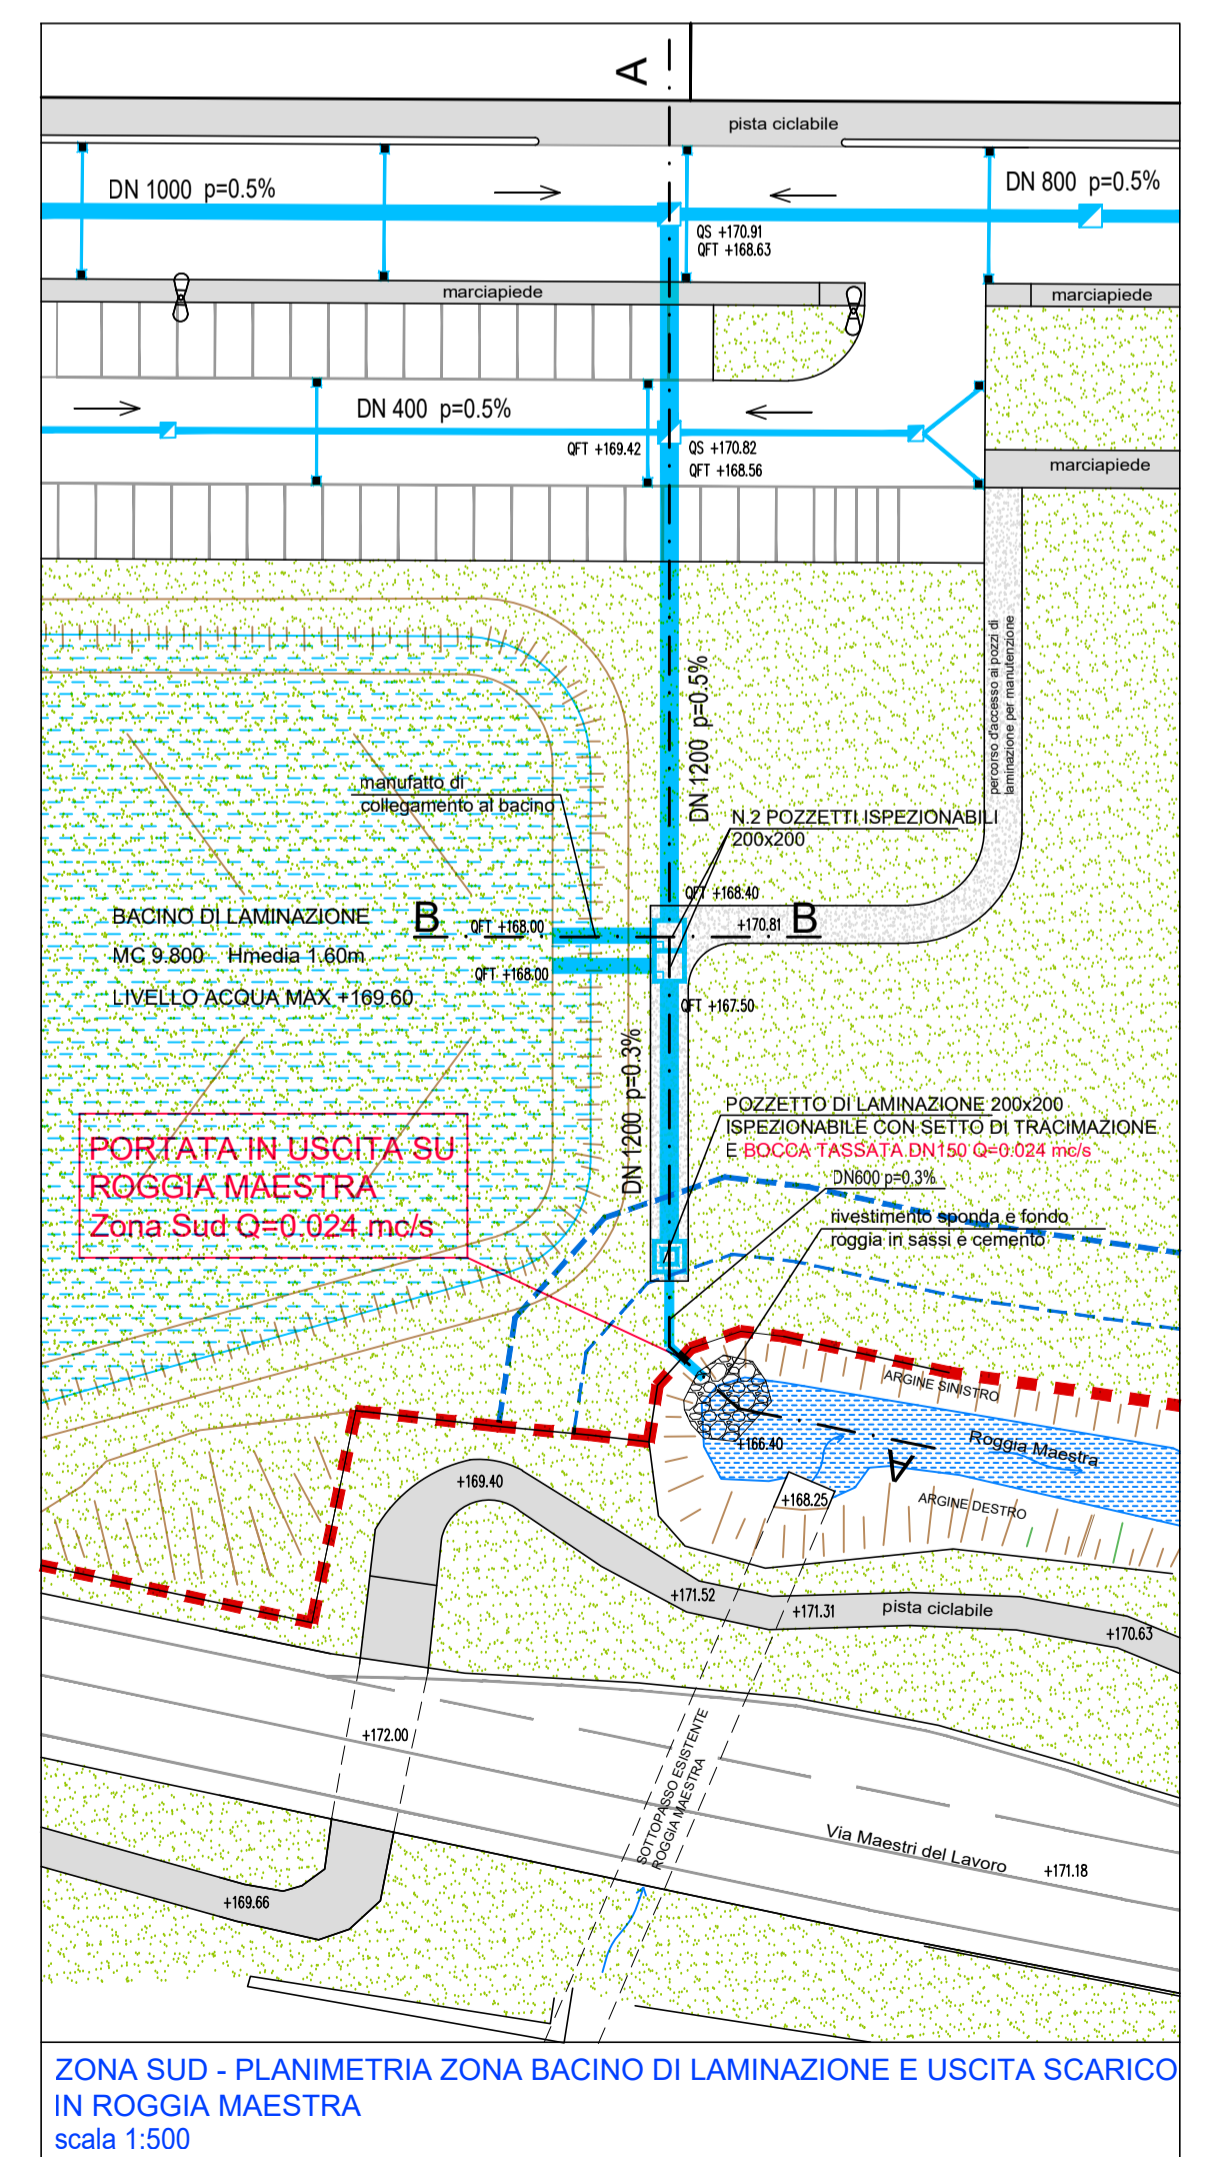 A
pista ciclabile
DN 1000 p=0.5%
DN 800 p=0.5%
QS +170.91
QFT +168.63
marciapiede
marciapiede
DN 400 p=0.5%
QFT +169.42
QS +170.82
QFT +168.56
marciapiede
percorso d'accesso ai pozzi di
laminazione per manutenzione
DN 1200 p=0.5%
manufatto di
collegamento al bacino
N.2 POZZETTI ISPEZIONABILI
200x200
QFT +168.40
BACINO DI LAMINAZIONE
B
QFT +168.00
+170.81
B
MC 9.800 Hmedia 1.60m
QFT +168.00
LIVELLO ACQUA MAX +169.60
QFT +167.50
DN 1200 p=0.3%
POZZETTO DI LAMINAZIONE 200x200
ISPEZIONABILE CON SETTO DI TRACIMAZIONE
E BOCCA TASSATA DN150 Q=0.024 mc/s
PORTATA IN USCITA SU
ROGGIA MAESTRA
Zona Sud Q=0.024 mc/s
DN600 p=0.3%
rivestimento sponda e fondo
roggia in sassi e cemento
ARGINE SINISTRO
+166.40
Roggia Maestra
A
+169.40
+168.25
ARGINE DESTRO
+171.52
+171.31
pista ciclabile
+170.63
+172.00
SOTTOPASSO ESISTENTE
ROGGIA MAESTRA
Via Maestri del Lavoro
+171.18
+169.66
ZONA SUD - PLANIMETRIA ZONA BACINO DI LAMINAZIONE E USCITA SCARICO
IN ROGGIA MAESTRA
scala 1:500